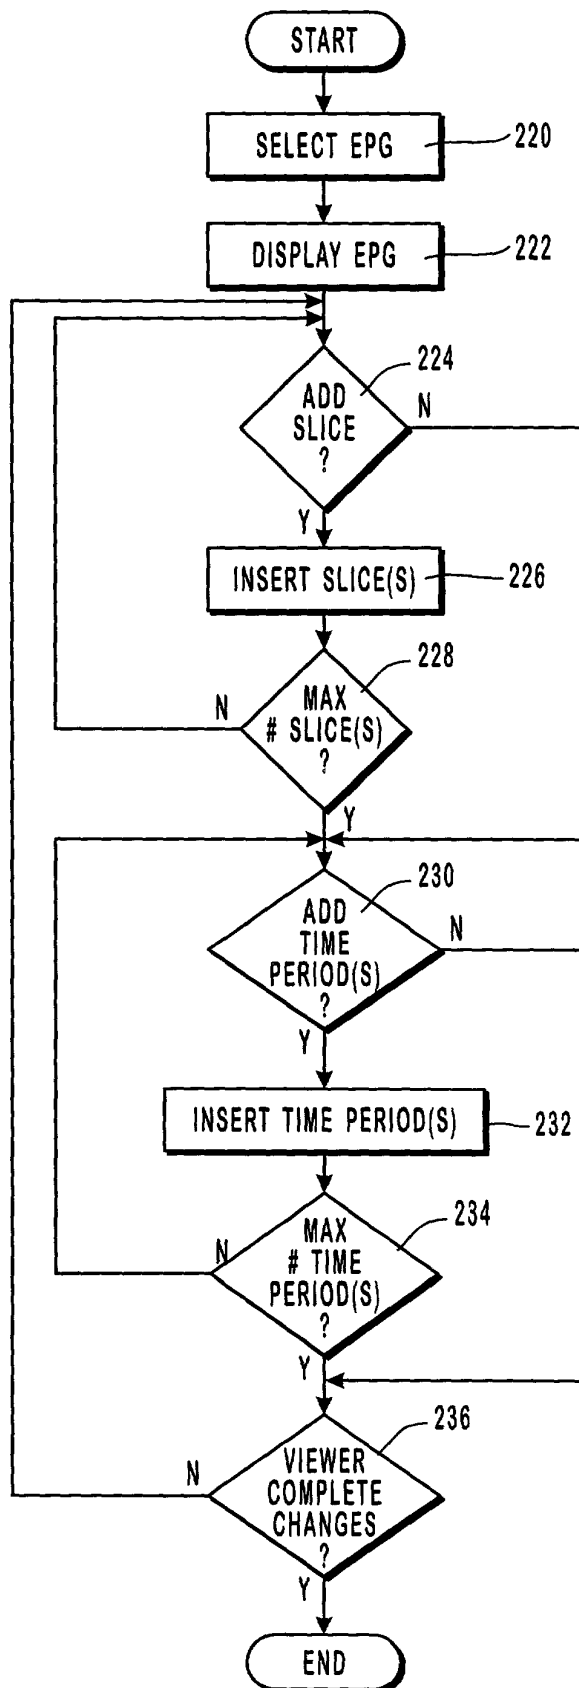 START
SELECT EPG
220
DISPLAY EPG
222
224
ADD
SLICE
?
N
Y
INSERT SLICE(S)
226
228
MAX
# SLICE(S)
?
N
Y
230
ADD
TIME
PERIOD(S)
?
N
Y
INSERT TIME PERIOD(S)
232
234
MAX
# TIME
PERIOD(S)
?
N
Y
236
VIEWER
COMPLETE
CHANGES
?
N
Y
END